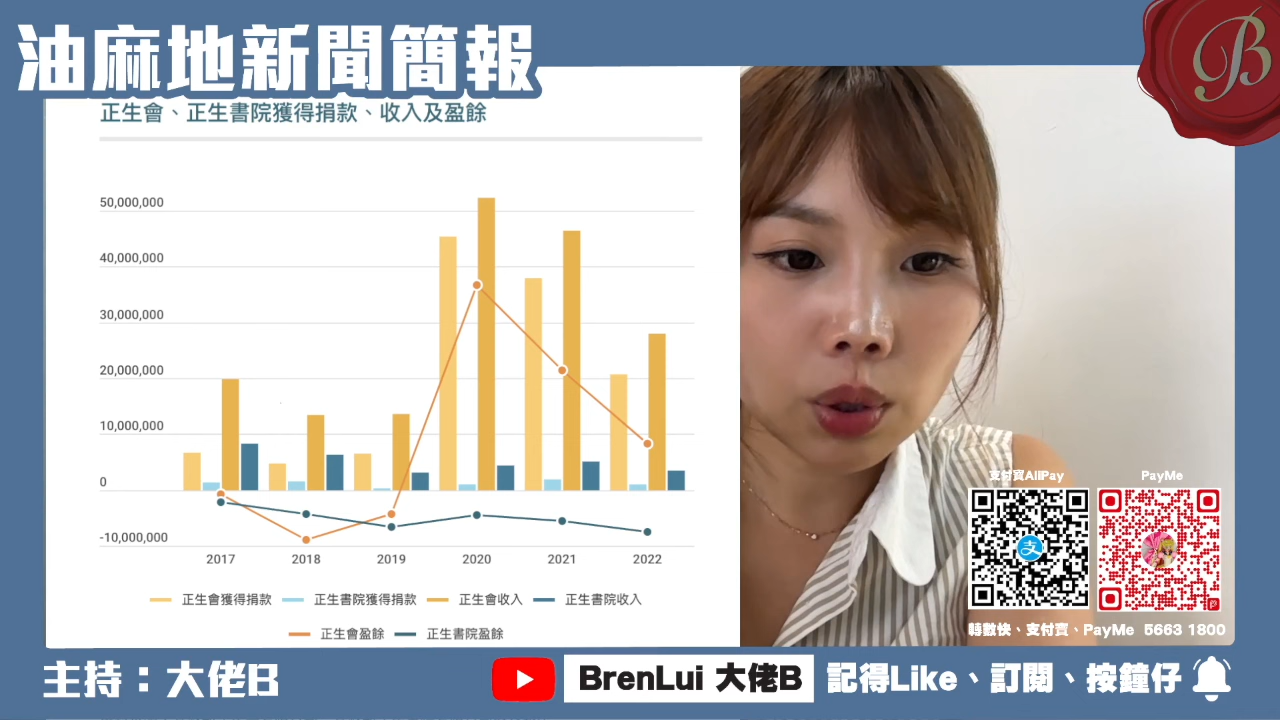 油麻地新聞簡報
B
正生會、正生書院獲得捐款、收入及盈餘
50,000,000
40,000,000
30,000,000
20,000,000
10,000,000
0
-10,000,000
2017 2018 2019 2020 2021 2022
正生會獲得捐款 正生書院獲得捐款 正生會收入 正生書院收入
正生會盈餘 正生書院盈餘
支付寶AliPay PayMe
支
轉數快、支付寶、PayMe 5663 1800
主持：大佬B
BrenLui 大佬B
記得Like、訂閱、按鐘仔